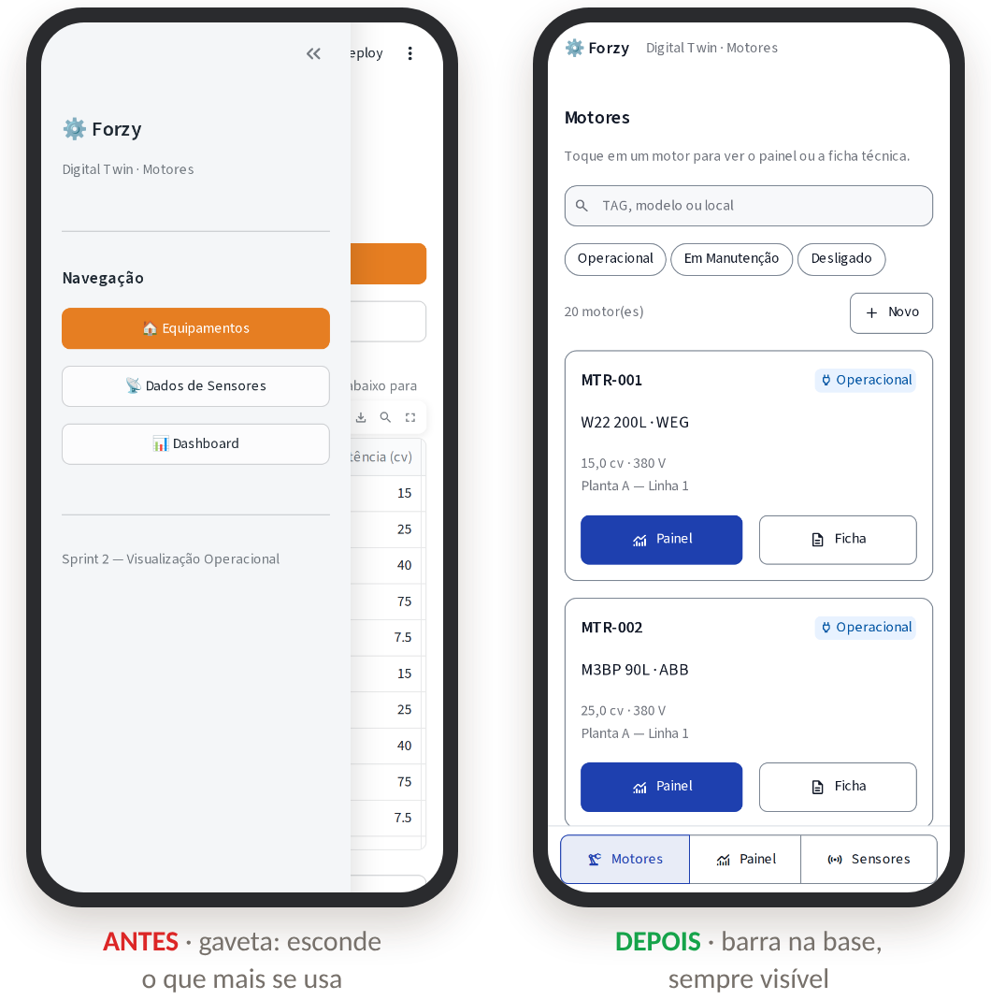 eploy
⚙️ Forzy
Digital Twin · Motores
Navegação
🏠 Equipamentos
📡 Dados de Sensores
📊 Dashboard
Sprint 2 — Visualização Operacional
abaixo para
tência (cv)
15
25
40
75
7.5
15
25
40
75
7.5
ANTES · gaveta: esconde
o que mais se usa
⚙️ Forzy Digital Twin · Motores
Motores
Toque em um motor para ver o painel ou a ficha técnica.
TAG, modelo ou local
Operacional Em Manutenção Desligado
20 motor(es) + Novo
MTR-001 Operacional
W22 200L · WEG
15,0 cv · 380 V
Planta A — Linha 1
Painel Ficha
MTR-002 Operacional
M3BP 90L · ABB
25,0 cv · 380 V
Planta A — Linha 1
Painel Ficha
Motores Painel Sensores
DEPOIS · barra na base,
sempre visível